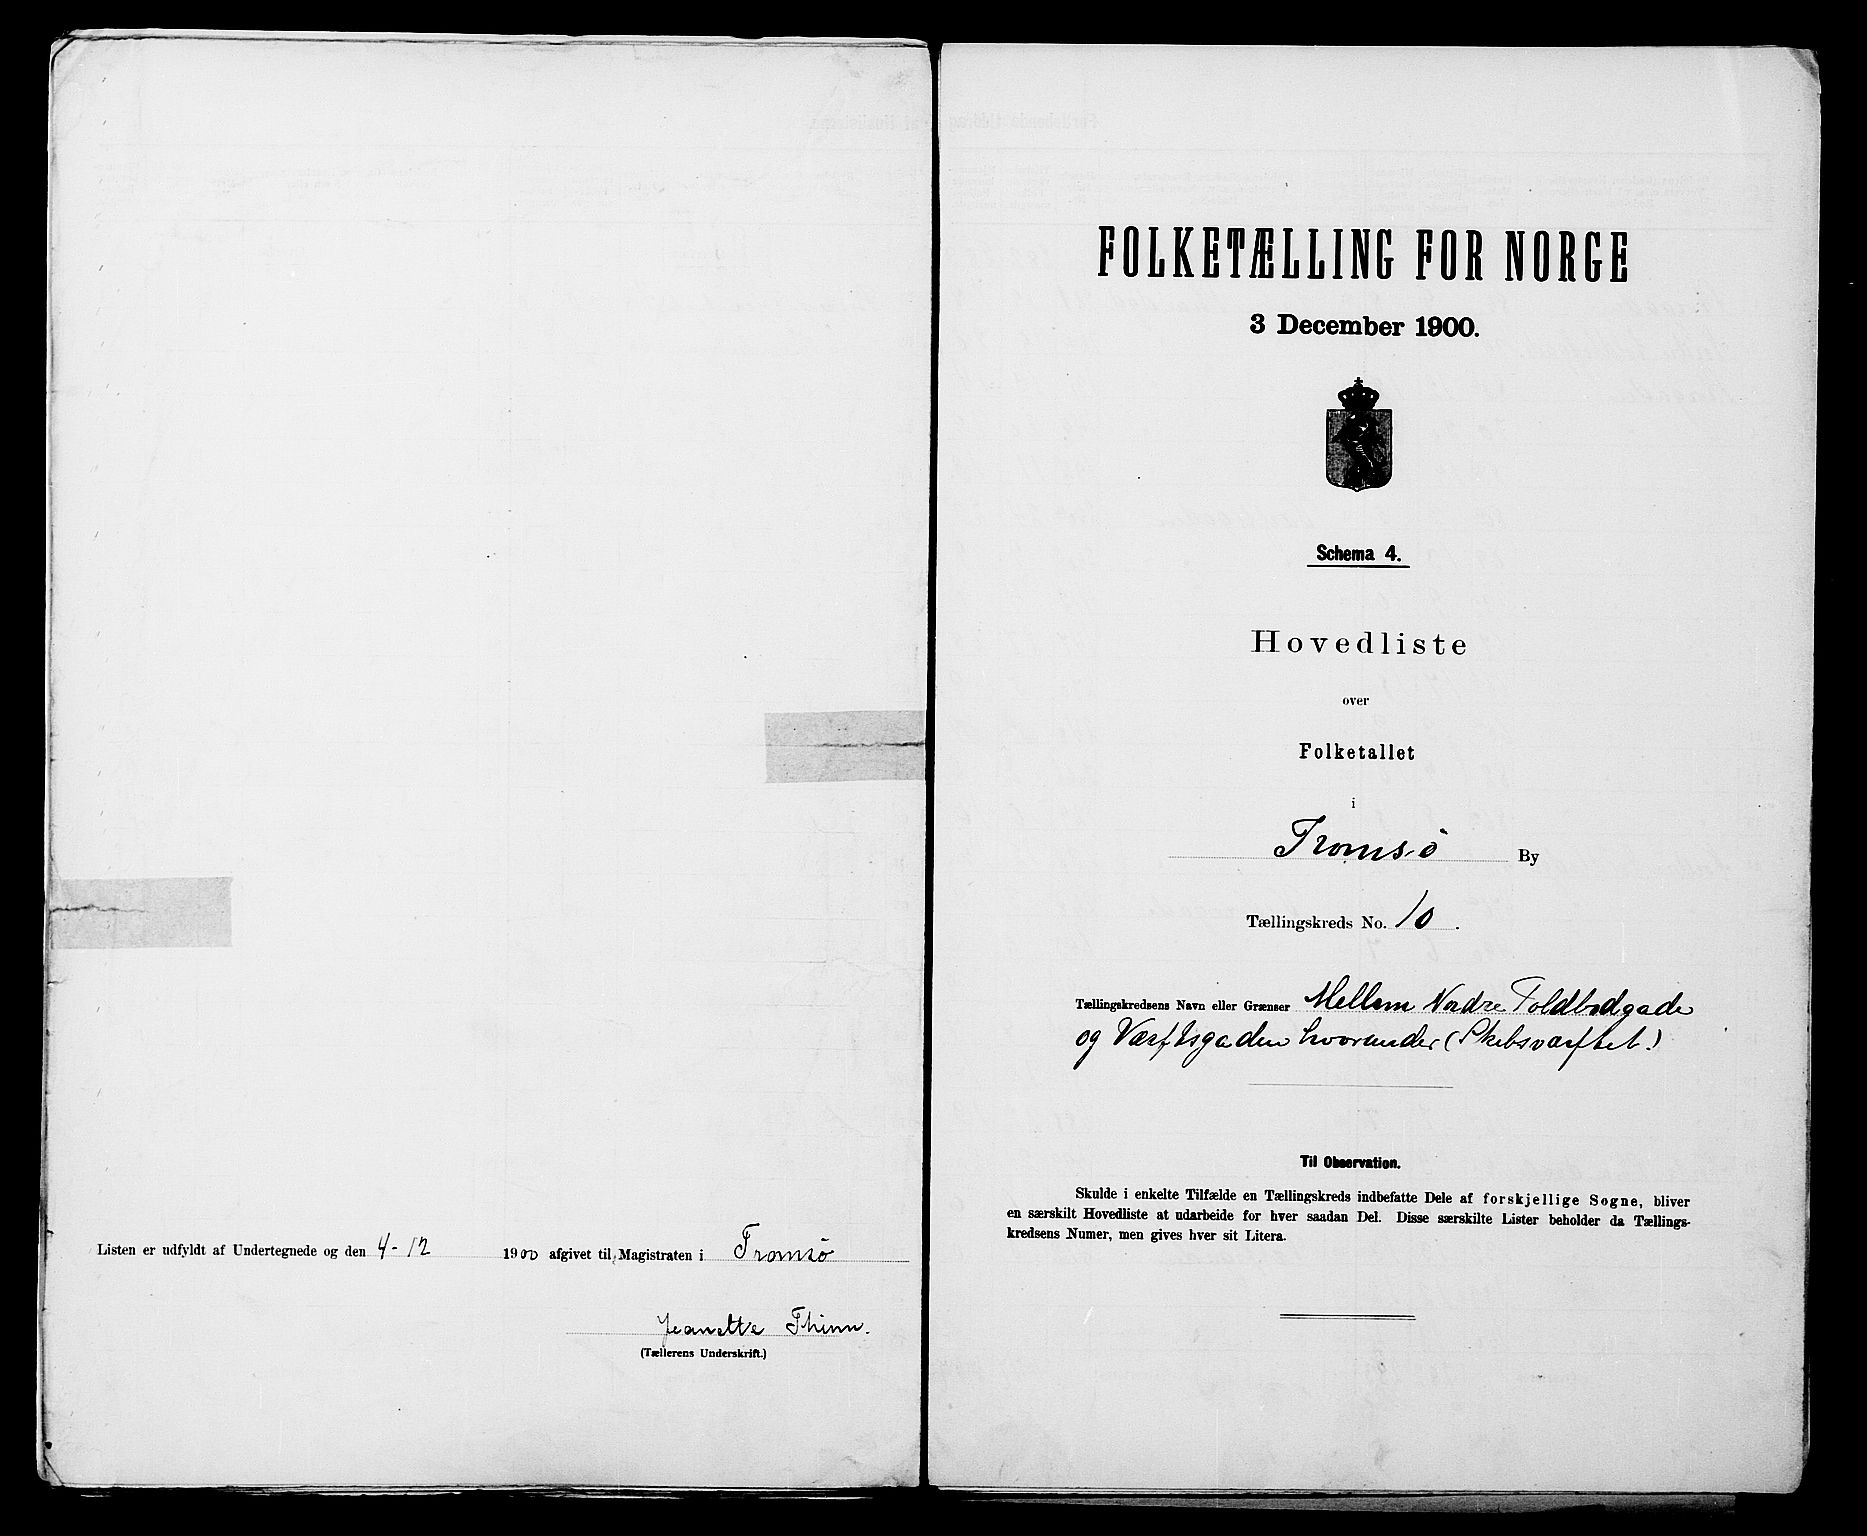 Listen er udfyldt af Undertegnede og den 4-12 1900 afgivet til Magistraten i Tromsø
Jeanette Thinn.
(Tællerens Underskrift.)
FOLKETÆLLING FOR NORGE
3 December 1900.
Schema 4.
Hovedliste
over
Folketallet
i
Tromsö By
Tællingskreds No. 10.
Tællingskredsens Navn eller Grænser Mellem Nordre Toldbodgade
og Værftsgaden hvorunder (Skibsværftet.)
Til Observation.
Skulde i enkelte Tilfælde en Tællingskreds indbefatte Dele af forskjellige Sogne, bliver
en særskilt Hovedliste at udarbeide for hver saadan Del. Disse særskilte Lister beholder da Tællings-
kredsens Numer, men gives hver sit Litera.